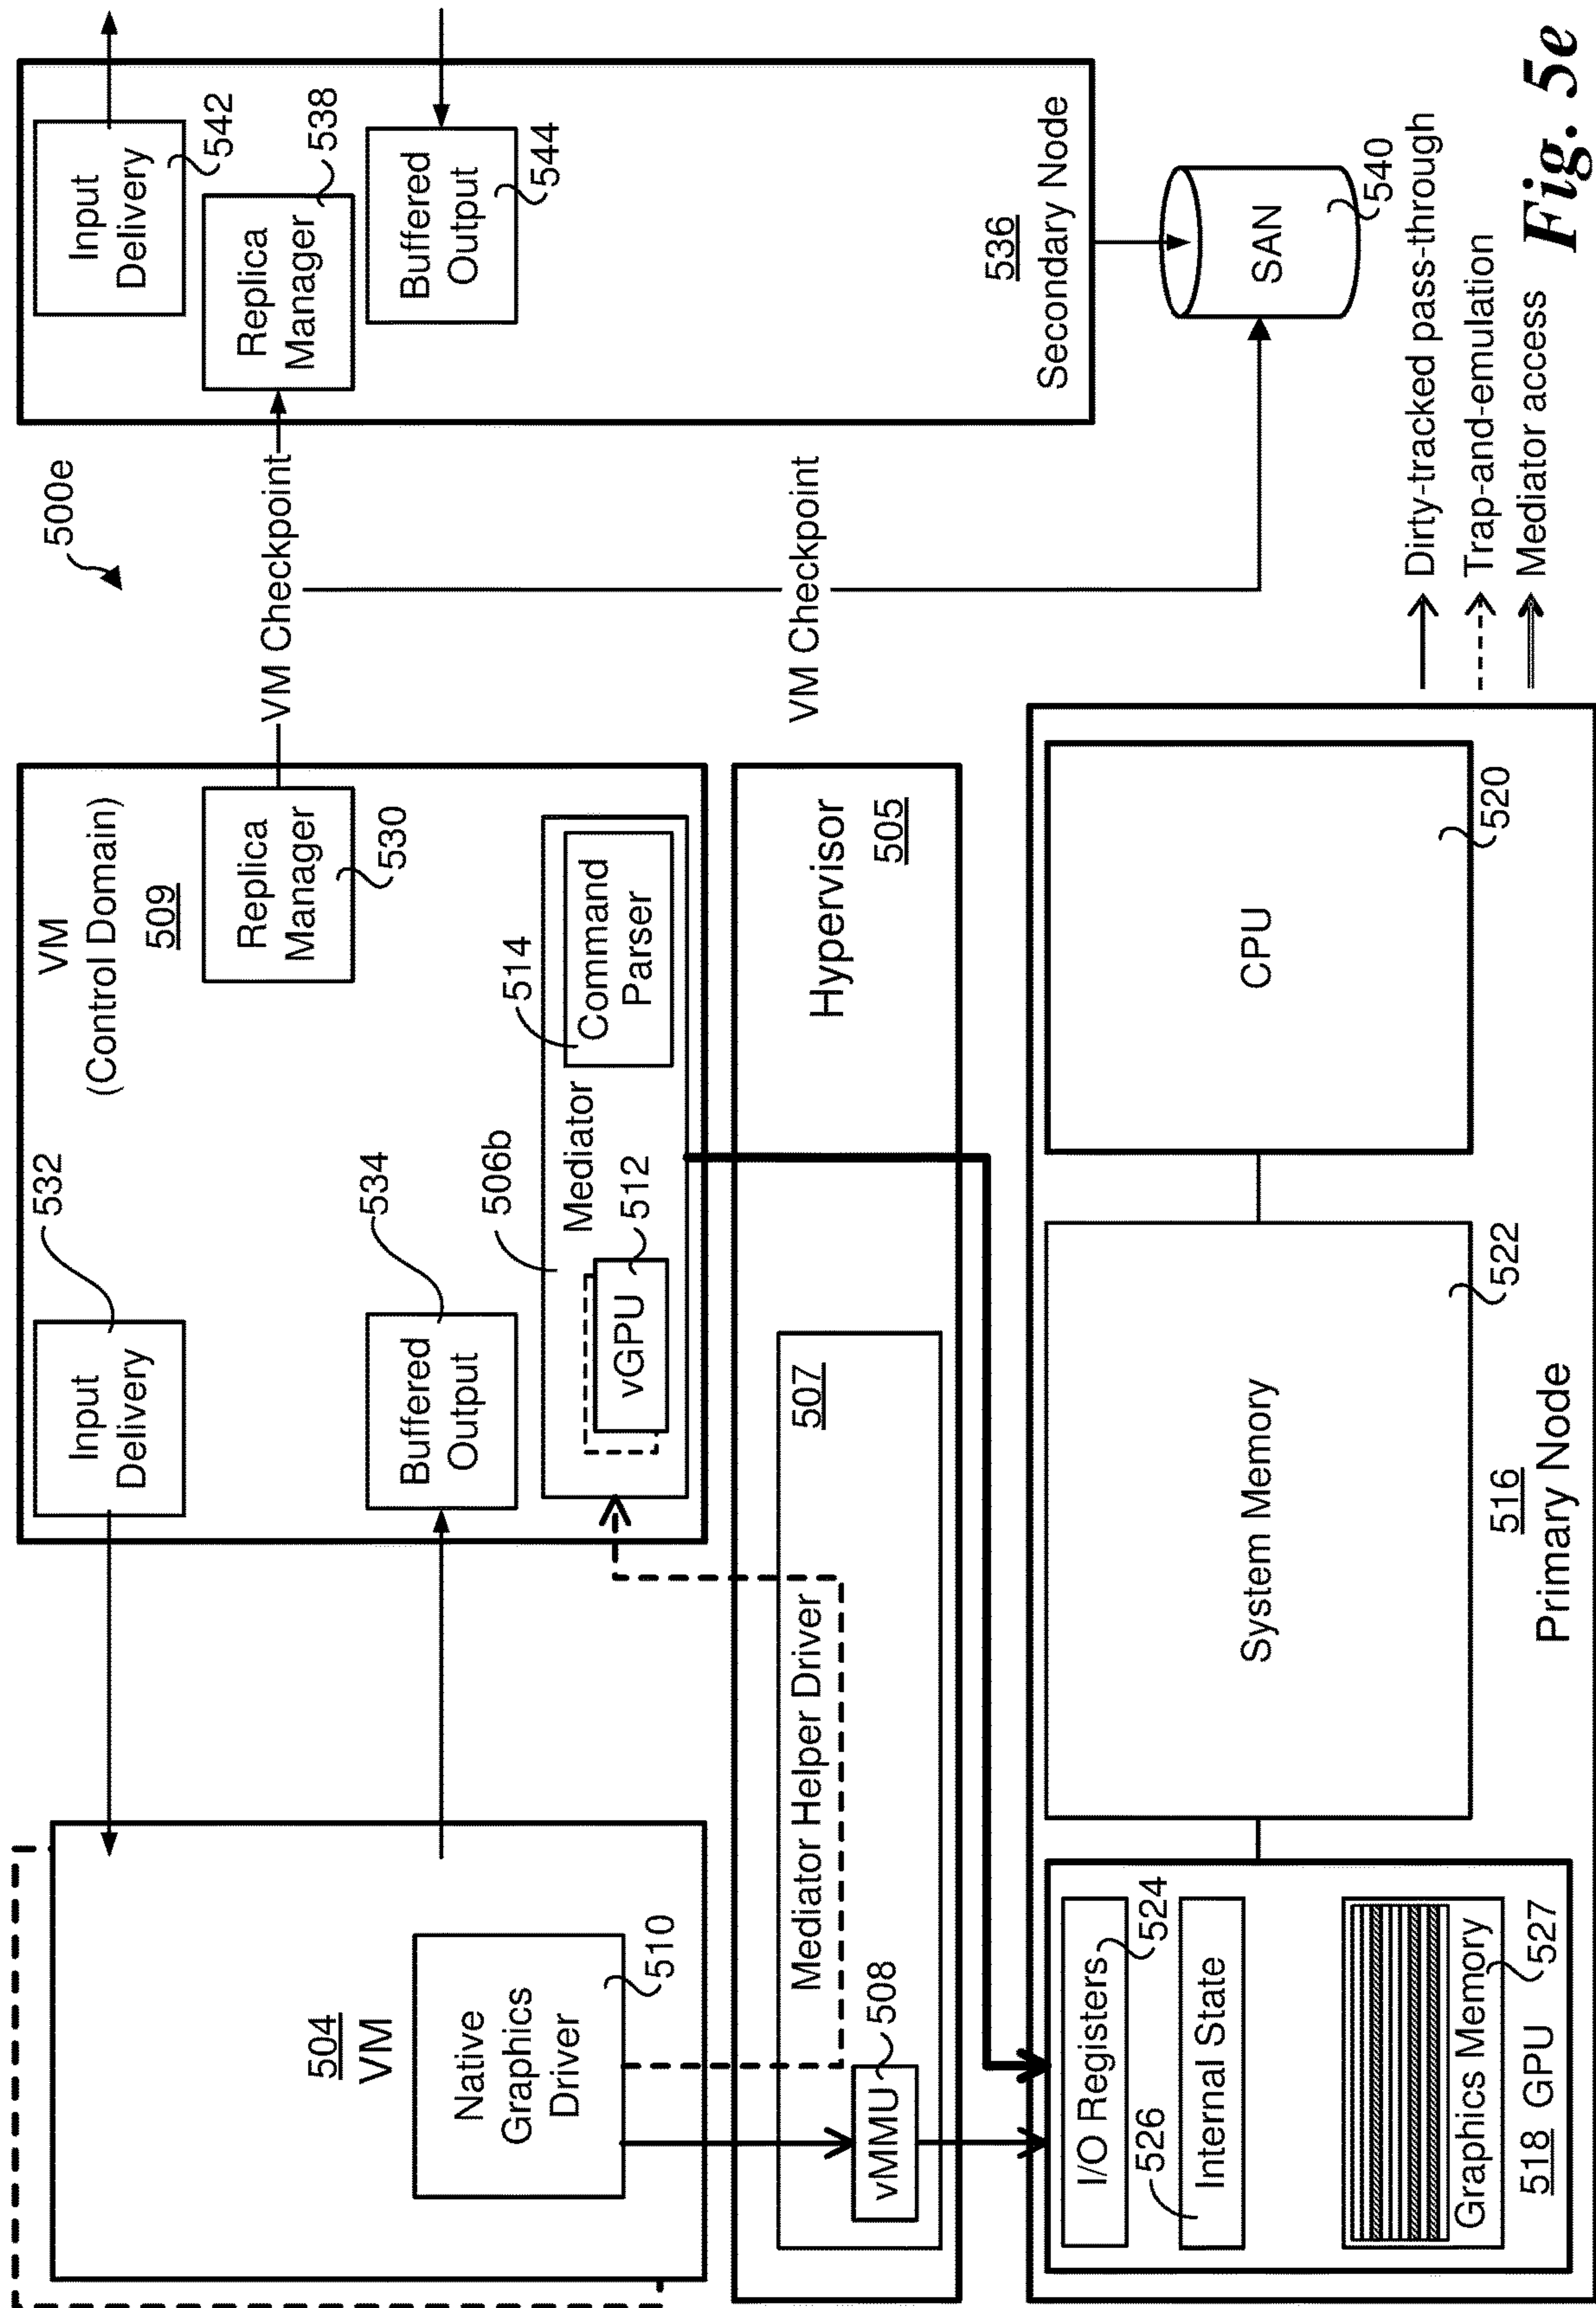 500e
504
VM
Native
Graphics
Driver
510
Input
Delivery
532
Buffered
Output
534
VM
(Control Domain)
509
Replica
Manager
530
506b
Mediator
vGPU
512
514
Command
Parser
VM Checkpoint
VM Checkpoint
Input
Delivery
542
Replica
Manager
538
Buffered
Output
544
536
Secondary Node
SAN
540
Mediator Helper Driver
507
vMMU
508
Hypervisor
505
I/O Registers
524
526
Internal State
Graphics Memory
527
518 GPU
System Memory
522
CPU
520
516
Primary Node
Dirty-tracked pass-through
Trap-and-emulation
Mediator access
Fig. 5e